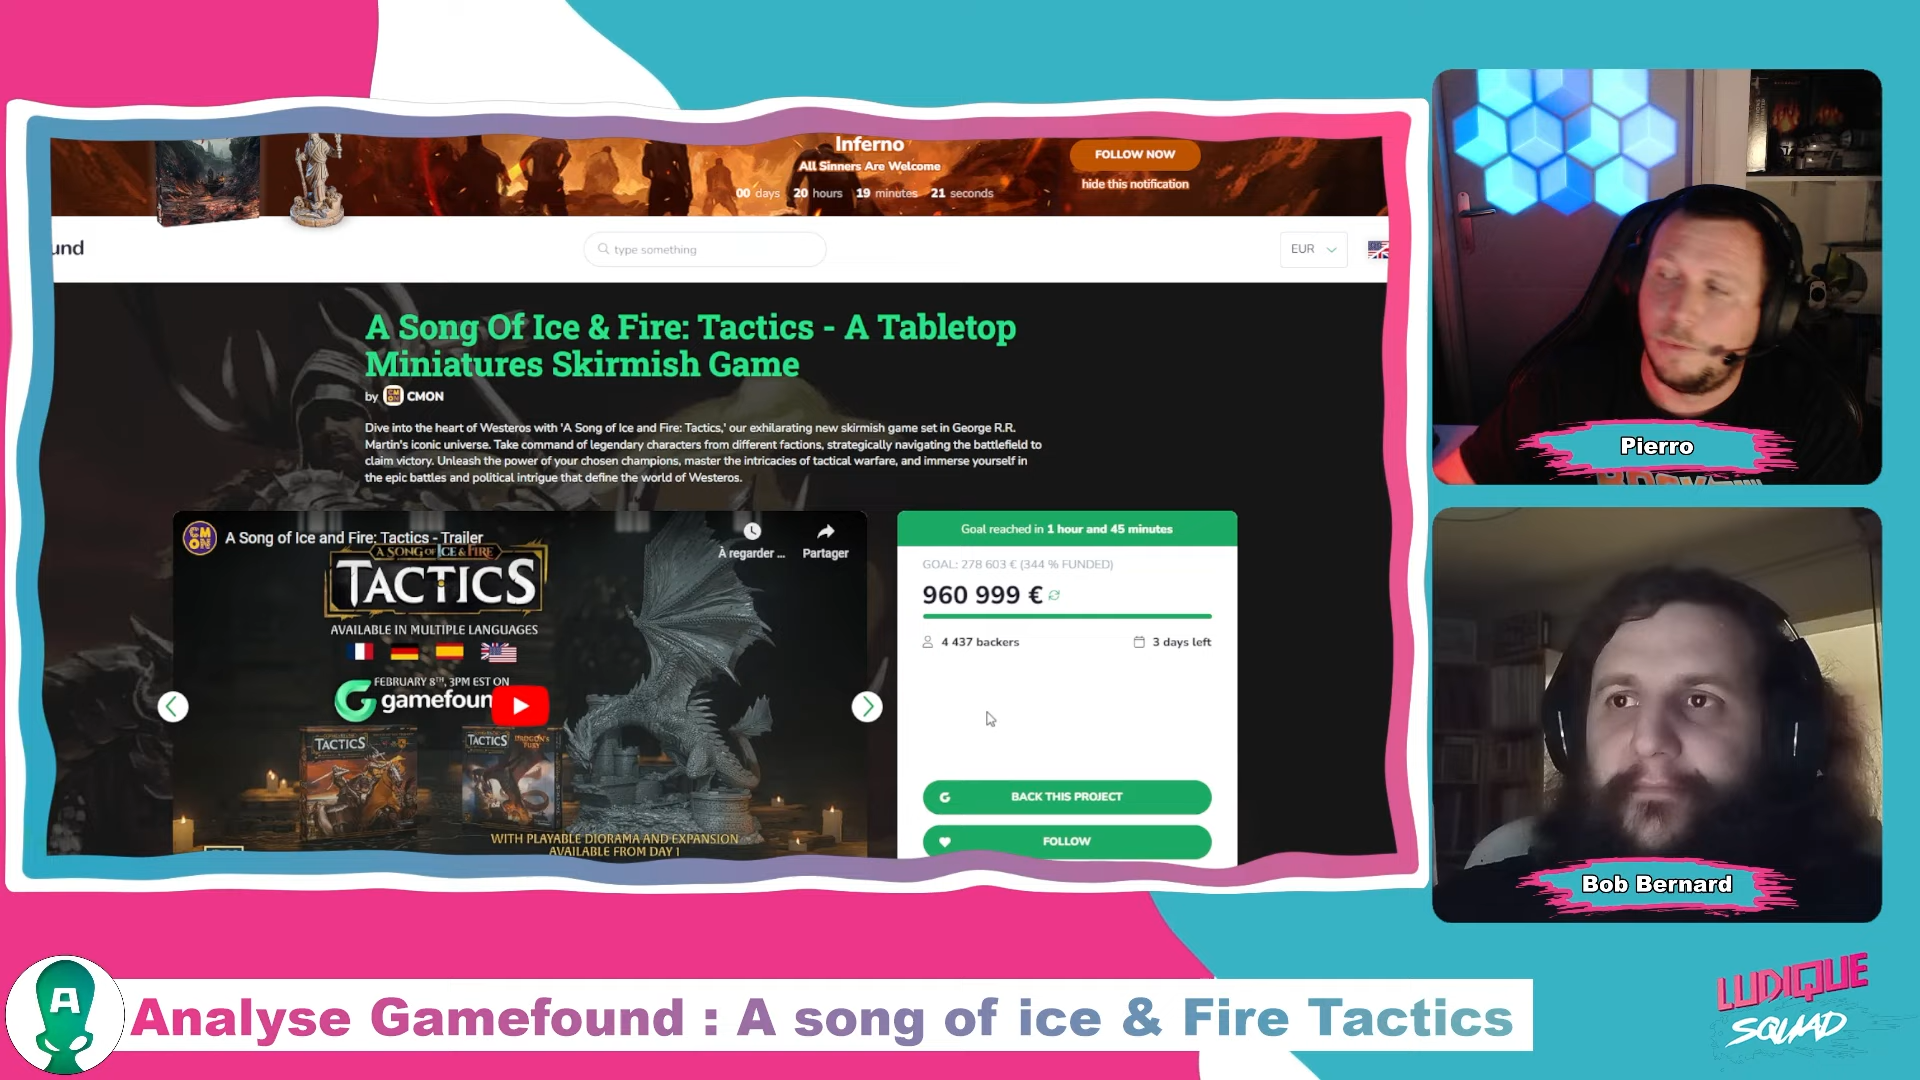 Inferno
All Sinners Are Welcome
00 days 20 hours 19 minutes 21 seconds
FOLLOW NOW
hide this notification
und
type something
EUR
A Song Of Ice & Fire: Tactics - A Tabletop
Miniatures Skirmish Game
by CMON
Dive into the heart of Westeros with 'A Song of Ice and Fire: Tactics,' our exhilarating new skirmish game set in George R.R.
Martin's iconic universe. Take command of legendary characters from different factions, strategically navigating the battlefield to
claim victory. Unleash the power of your chosen champions, master the intricacies of tactical warfare, and immerse yourself in
the epic battles and political intrigue that define the world of Westeros.
CM
ON
A Song of Ice and Fire: Tactics - Trailer
À regarder ...
Partager
A SONG OF ICE & FIRE
TACTICS
AVAILABLE IN MULTIPLE LANGUAGES
FEBRUARY 8TH, 3PM EST ON
gamefoun
TACTICS
TACTICS
DRAGON'S
FURY
WITH PLAYABLE DIORAMA AND EXPANSION
AVAILABLE FROM DAY 1
Goal reached in 1 hour and 45 minutes
GOAL: 278 603 € (344 % FUNDED)
960 999 €
4 437 backers
3 days left
BACK THIS PROJECT
FOLLOW
Pierro
Bob Bernard
A
Analyse Gamefound : A song of ice & Fire Tactics
LUDIQUE
SQUAD